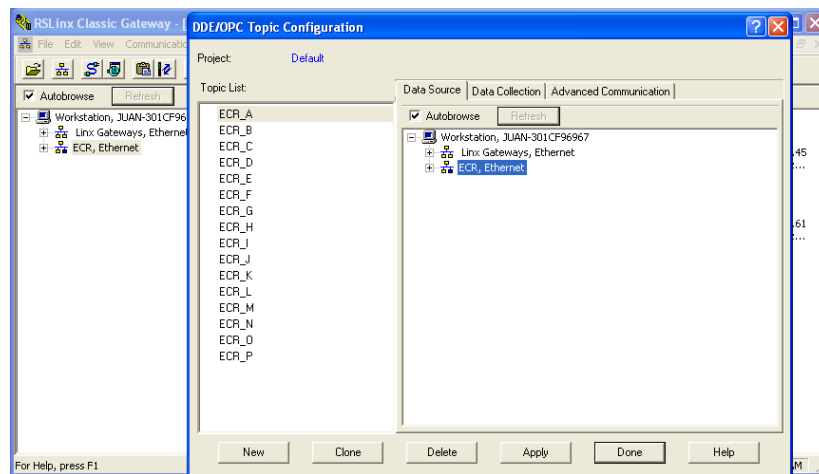 RSLinx Classic Gateway - [
File Edit View Communicatio
Autobrowse Refresh
Workstation, JUAN-301CF96
Linx Gateways, Etherne
ECR, Ethernet
For Help, press F1
DDE/OPC Topic Configuration
Project: Default
Topic List:
ECR_A
ECR_B
ECR_C
ECR_D
ECR_E
ECR_F
ECR_G
ECR_H
ECR_I
ECR_J
ECR_K
ECR_L
ECR_M
ECR_N
ECR_O
ECR_P
Data Source Data Collection Advanced Communication
Autobrowse Refresh
Workstation, JUAN-301CF96967
Linx Gateways, Ethernet
ECR, Ethernet
New Clone Delete Apply Done Help
.45
...
.61
...
M